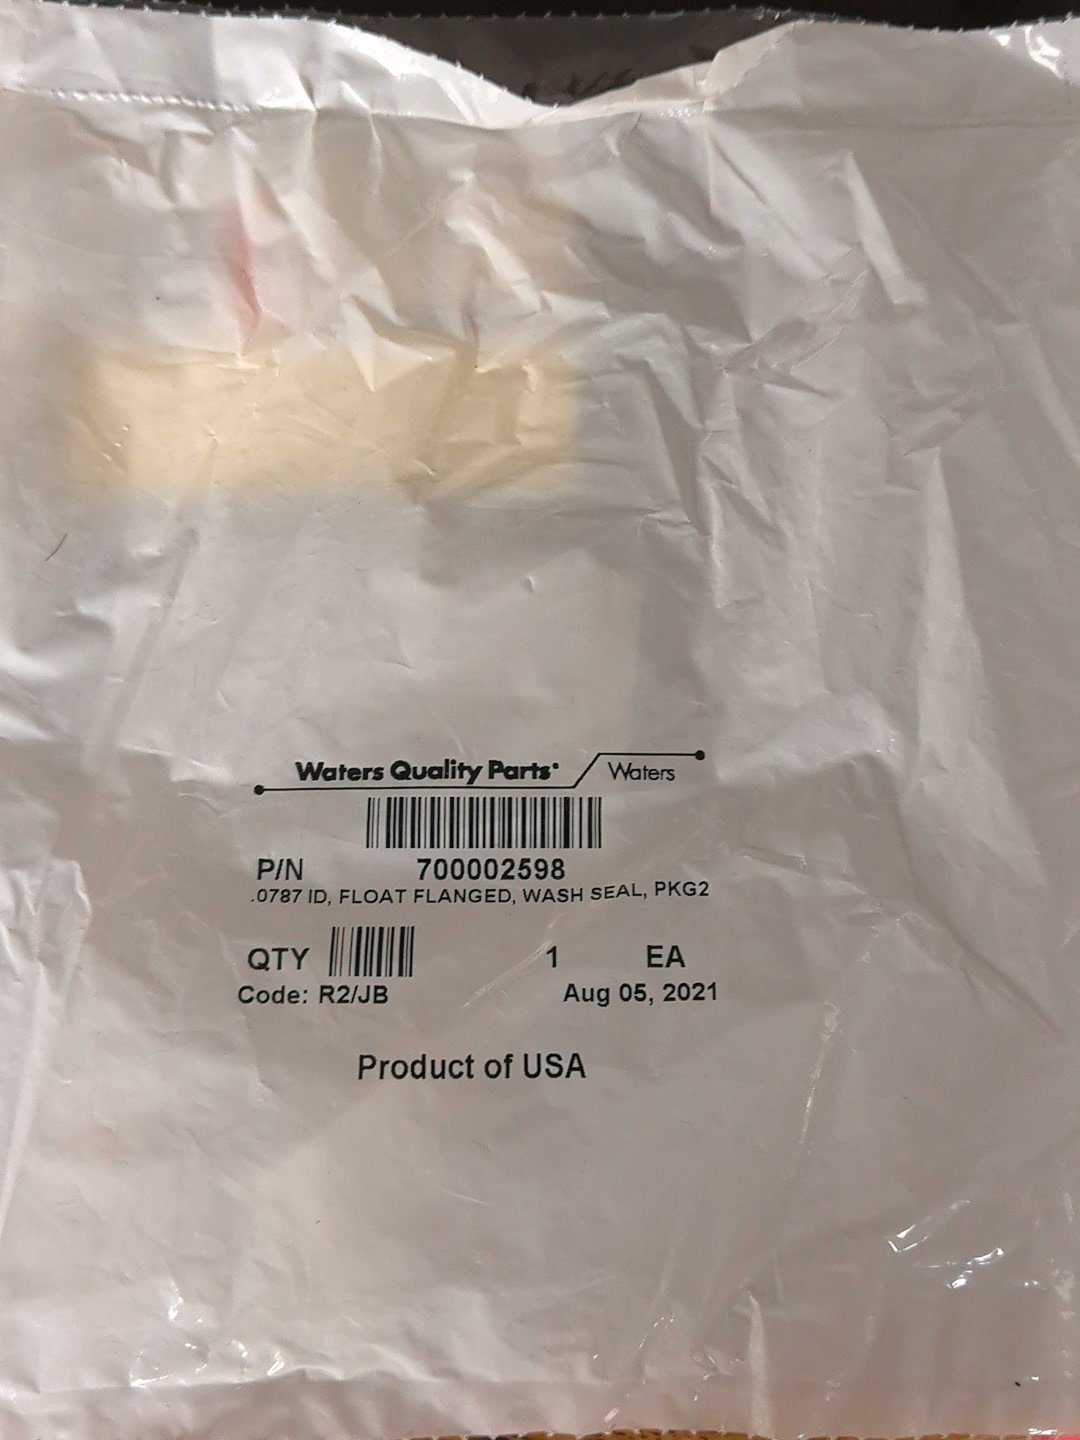 Waters Quality Parts Waters
P/N 700002598
.0787 ID, FLOAT FLANGED, WASH SEAL, PKG2
QTY 1 EA
Code: R2/JB Aug 05, 2021
Product of USA